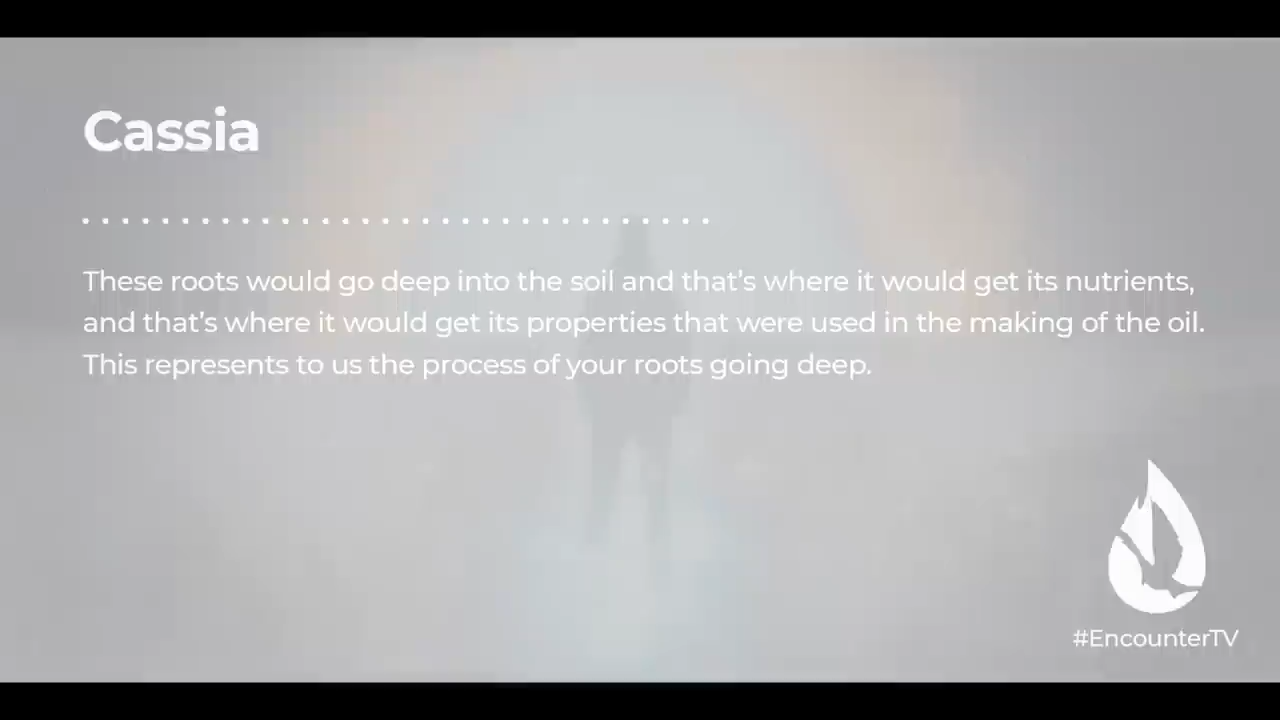 Cassia
These roots would go deep into the soil and that's where it would get its nutrients,
and that's where it would get its properties that were used in the making of the oil.
This represents to us the process of your roots going deep.
#EncounterTV